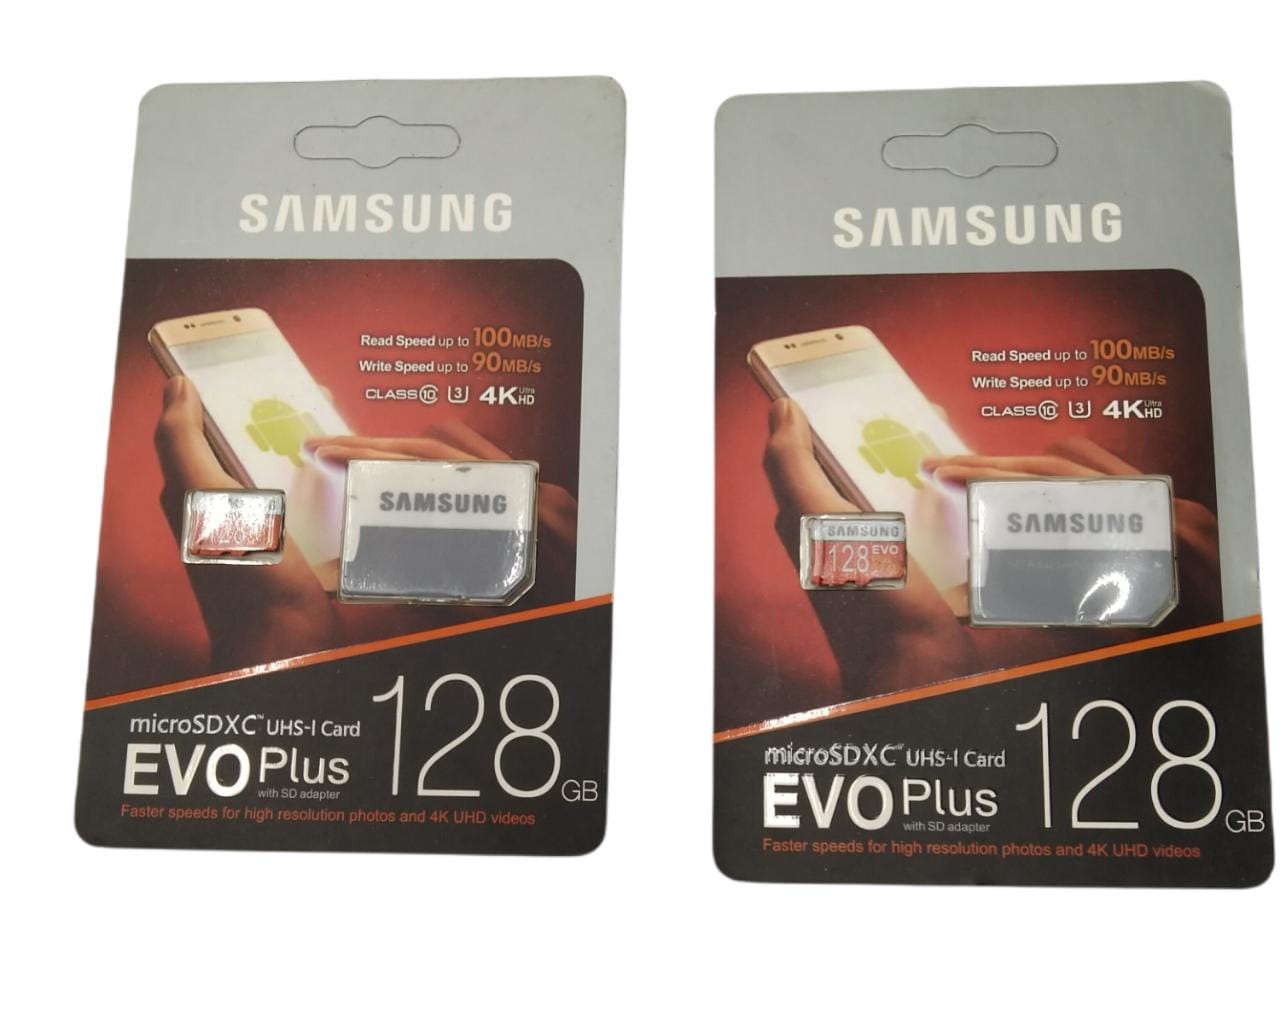 SAMSUNG
Read Speed up to 100MB/s
Write Speed up to 90MB/s
CLASS 10 U3 4K Ultra HD
SAMSUNG
128
microSDXC™ UHS-I Card
EVO Plus
with SD adapter
128 GB
Faster speeds for high resolution photos and 4K UHD videos
SAMSUNG
Read Speed up to 100MB/s
Write Speed up to 90MB/s
CLASS 10 U3 4K Ultra HD
SAMSUNG
128 EVO
SAMSUNG
microSDXC™ UHS-I Card
EVO Plus
with SD adapter
128 GB
Faster speeds for high resolution photos and 4K UHD videos